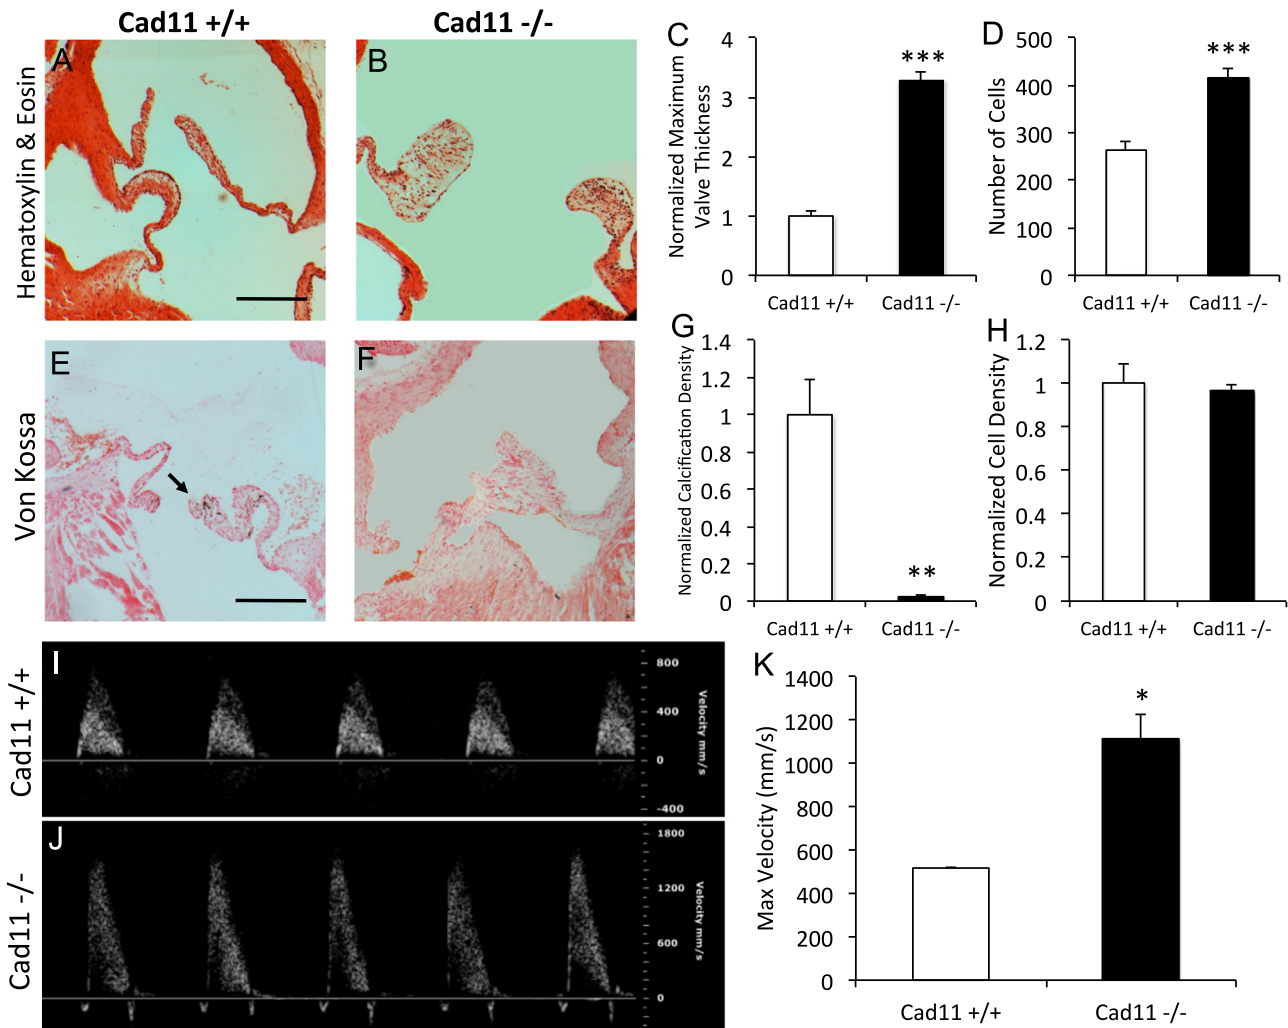 Cad11 +/+
Cad11 -/-
Hematoxylin & Eosin
A
B
C
Normalized Maximum
Valve Thickness
4
3
2
1
0
***
Cad11 +/+
Cad11 -/-
D
Number of Cells
500
400
300
200
100
0
***
Cad11 +/+
Cad11 -/-
Von Kossa
E
F
G
Normalized Calcification Density
1.4
1.2
1
0.8
0.6
0.4
0.2
0
**
Cad11 +/+
Cad11 -/-
H
Normalized Cell Density
1.2
1
0.8
0.6
0.4
0.2
0
Cad11 +/+
Cad11 -/-
Cad11 +/+
I
800
400
0
-400
Velocity mm/s
Cad11 -/-
J
1800
1200
600
0
Velocity mm/s
K
Max Velocity (mm/s)
1400
1200
1000
800
600
400
200
0
*
Cad11 +/+
Cad11 -/-